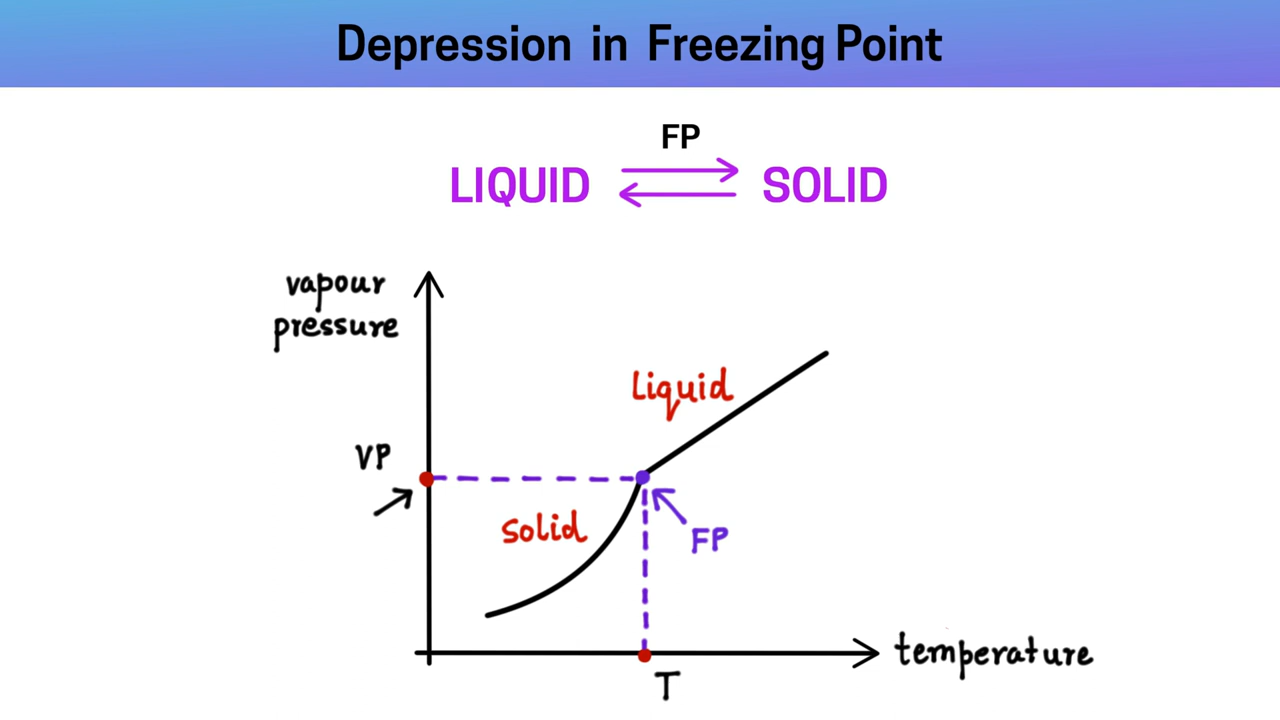 Depression in Freezing Point
FP
LIQUID SOLID
vapour
pressure
Liquid
VP
Solid
FP
temperature
T